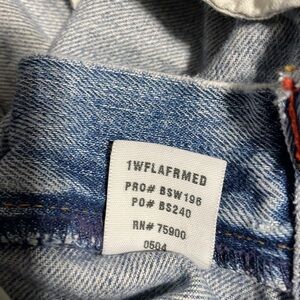 1WFLAFRMED
PRO# BSW196
PO# BS240
RN# 75900
0504